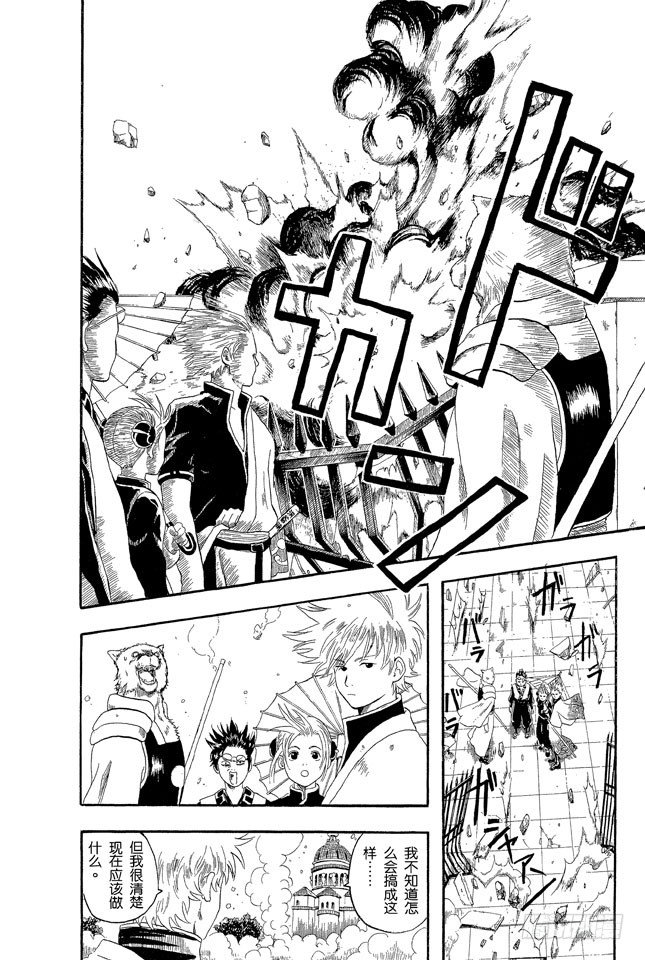 ドカン
ガラガラ
バラバラ
ガシャアン
我不知道怎
么会搞成这
样……
但我很清楚
现在应该做
什么。